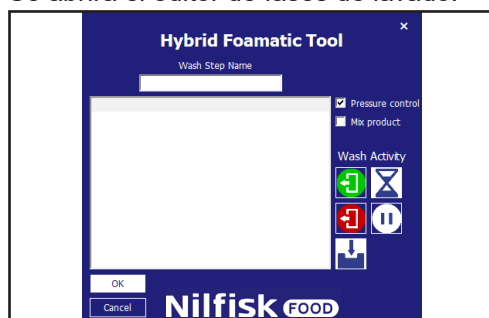 Se abrirá el editor de fases de lavado.
×
Hybrid Foamatic Tool
Wash Step Name
Pressure control
Mix product
Wash Activity
OK
Cancel
Nilfisk FOOD